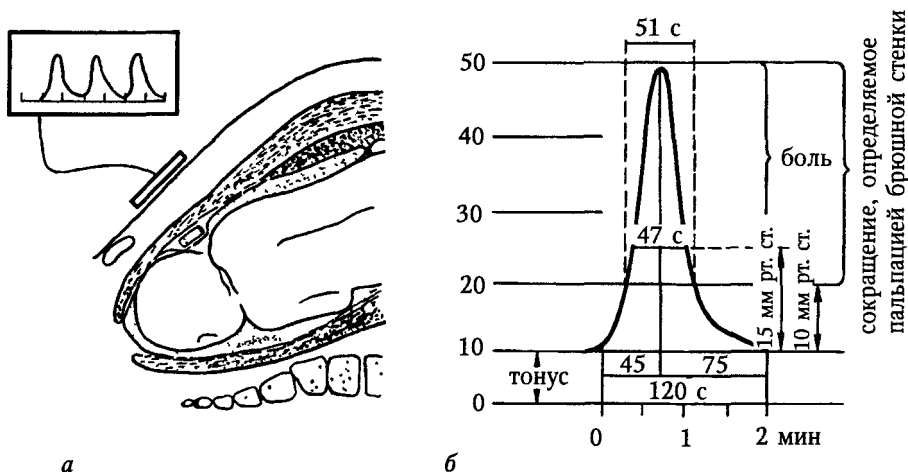 51 с
50
40
30
20
10
0
47 с
боль
15 мм рт. ст.
10 мм рт. ст.
сокращение, определяемое
пальпацией брюшной стенки
тонус
45
75
120 с
0
1
2 мин
а
б